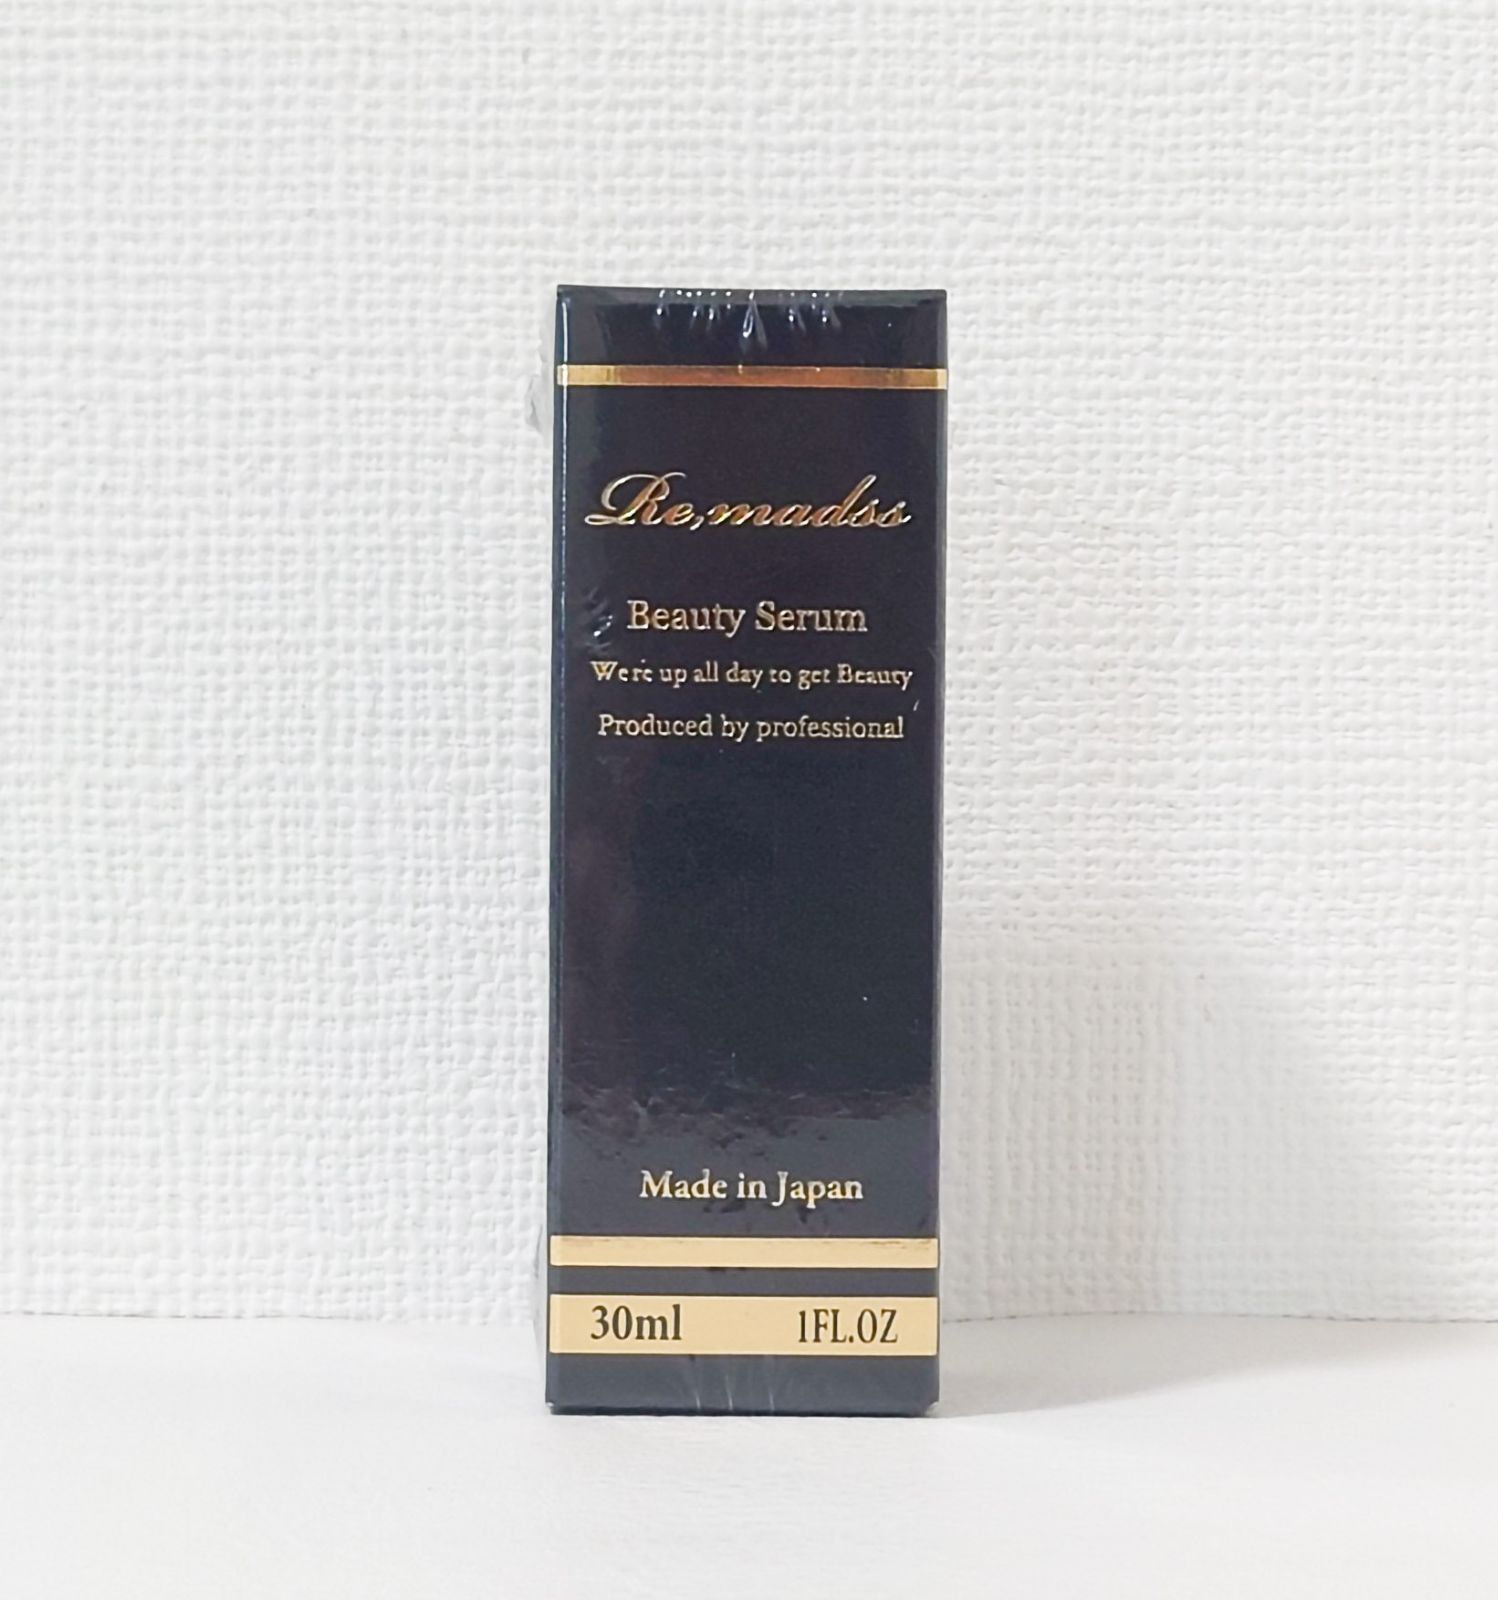 Re,madss
Beauty Serum
We're up all day to get Beauty
Produced by professional
Made in Japan
30ml 1FL.OZ